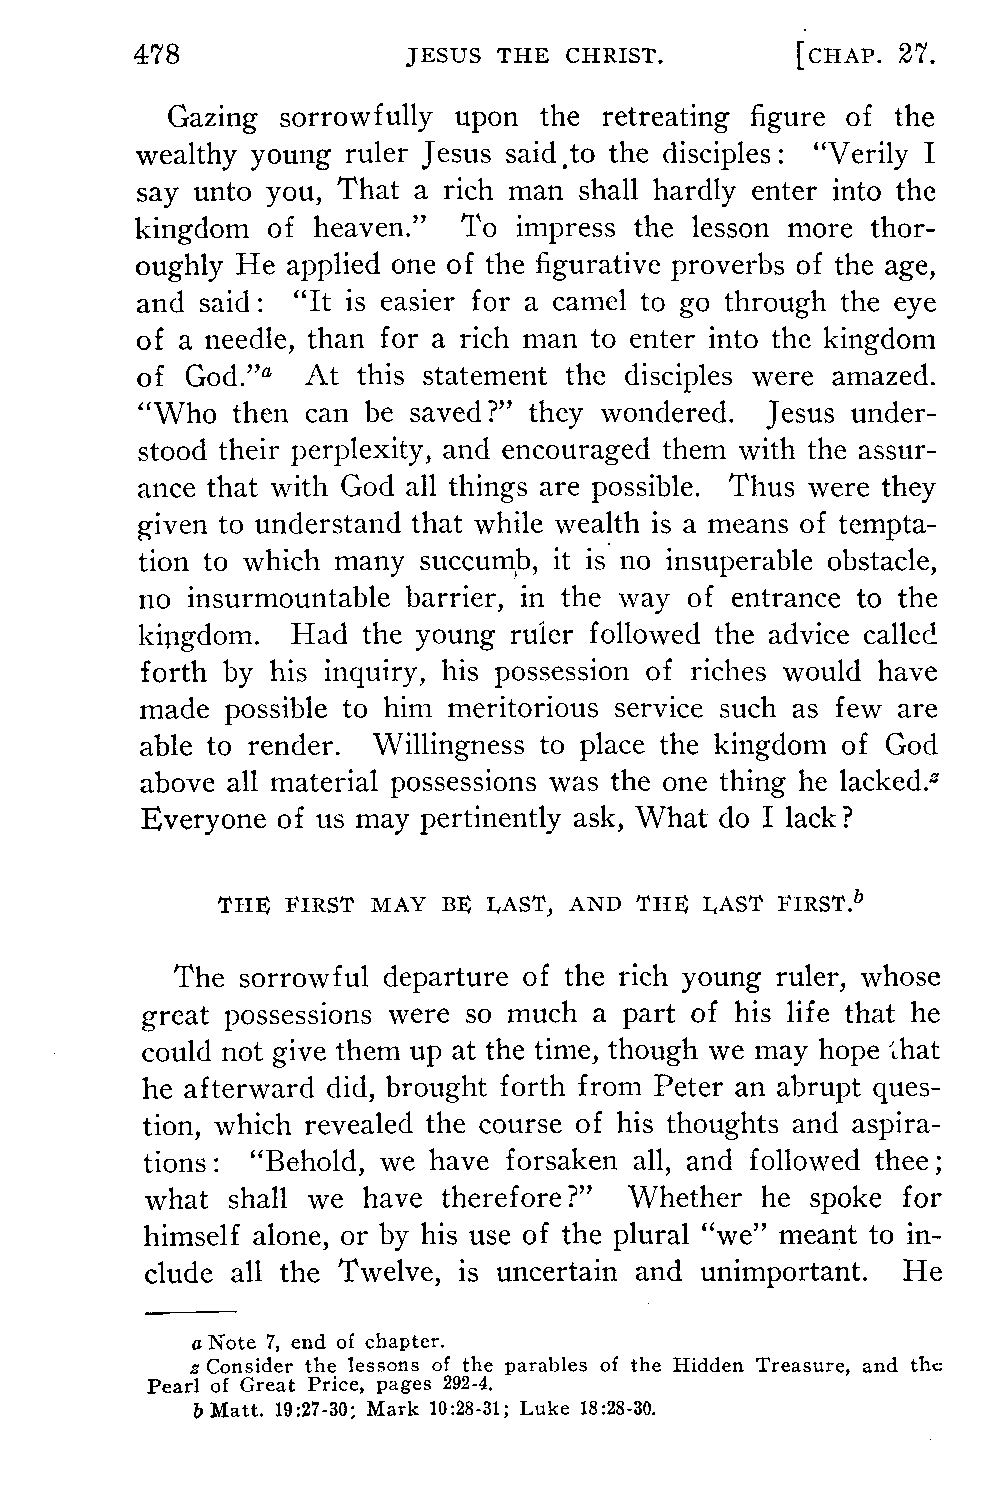 478 JESUS THE CHRIST. [CHAP. 27.
Gazing sorrowfully upon the retreating figure of the
wealthy young ruler Jesus said to the disciples: “Verily I
say unto you, That a rich man shall hardly enter into the
kingdom of heaven.” To impress the lesson more thor-
oughly He applied one of the figurative proverbs of the age,
and said: “It is easier for a camel to go through the eye
of a needle, than for a rich man to enter into the kingdom
of God.”a At this statement the disciples were amazed.
“Who then can be saved?” they wondered. Jesus under-
stood their perplexity, and encouraged them with the assur-
ance that with God all things are possible. Thus were they
given to understand that while wealth is a means of tempta-
tion to which many succumb, it is no insuperable obstacle,
no insurmountable barrier, in the way of entrance to the
kingdom. Had the young ruler followed the advice called
forth by his inquiry, his possession of riches would have
made possible to him meritorious service such as few are
able to render. Willingness to place the kingdom of God
above all material possessions was the one thing he lacked.z
Everyone of us may pertinently ask, What do I lack?
THE FIRST MAY BE LAST, AND THE LAST FIRST.b
The sorrowful departure of the rich young ruler, whose
great possessions were so much a part of his life that he
could not give them up at the time, though we may hope that
he afterward did, brought forth from Peter an abrupt ques-
tion, which revealed the course of his thoughts and aspira-
tions: “Behold, we have forsaken all, and followed thee;
what shall we have therefore?” Whether he spoke for
himself alone, or by his use of the plural “we” meant to in-
clude all the Twelve, is uncertain and unimportant. He
a Note 7, end of chapter.
z Consider the lessons of the parables of the Hidden Treasure, and the
Pearl of Great Price, pages 292-4.
b Matt. 19:27-30; Mark 10:28-31; Luke 18:28-30.